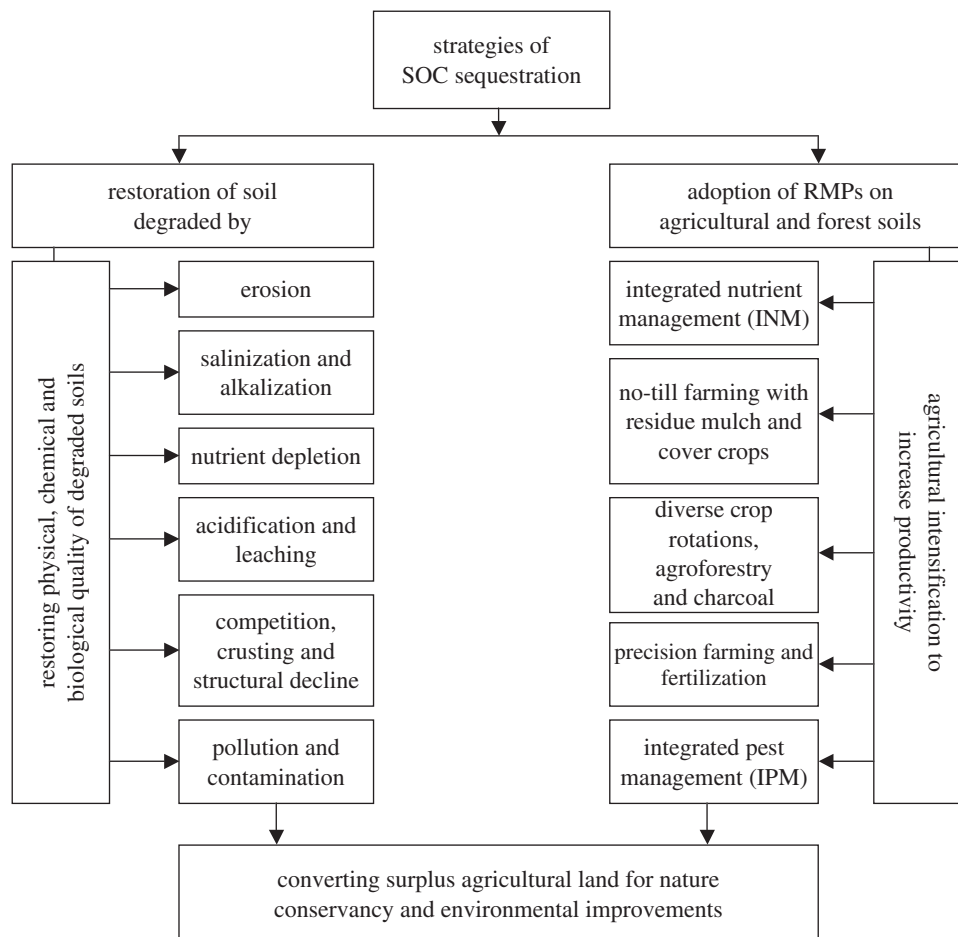 strategies of
SOC sequestration
restoration of soil
degraded by
adoption of RMPs on
agricultural and forest soils
restoring physical, chemical and
biological quality of degraded soils
erosion
salinization and
alkalization
nutrient depletion
acidification and
leaching
competition,
crusting and
structural decline
pollution and
contamination
integrated nutrient
management (INM)
no-till farming with
residue mulch and
cover crops
diverse crop
rotations,
agroforestry
and charcoal
precision farming and
fertilization
integrated pest
management (IPM)
agricultural intensification to
increase productivity
converting surplus agricultural land for nature
conservancy and environmental improvements